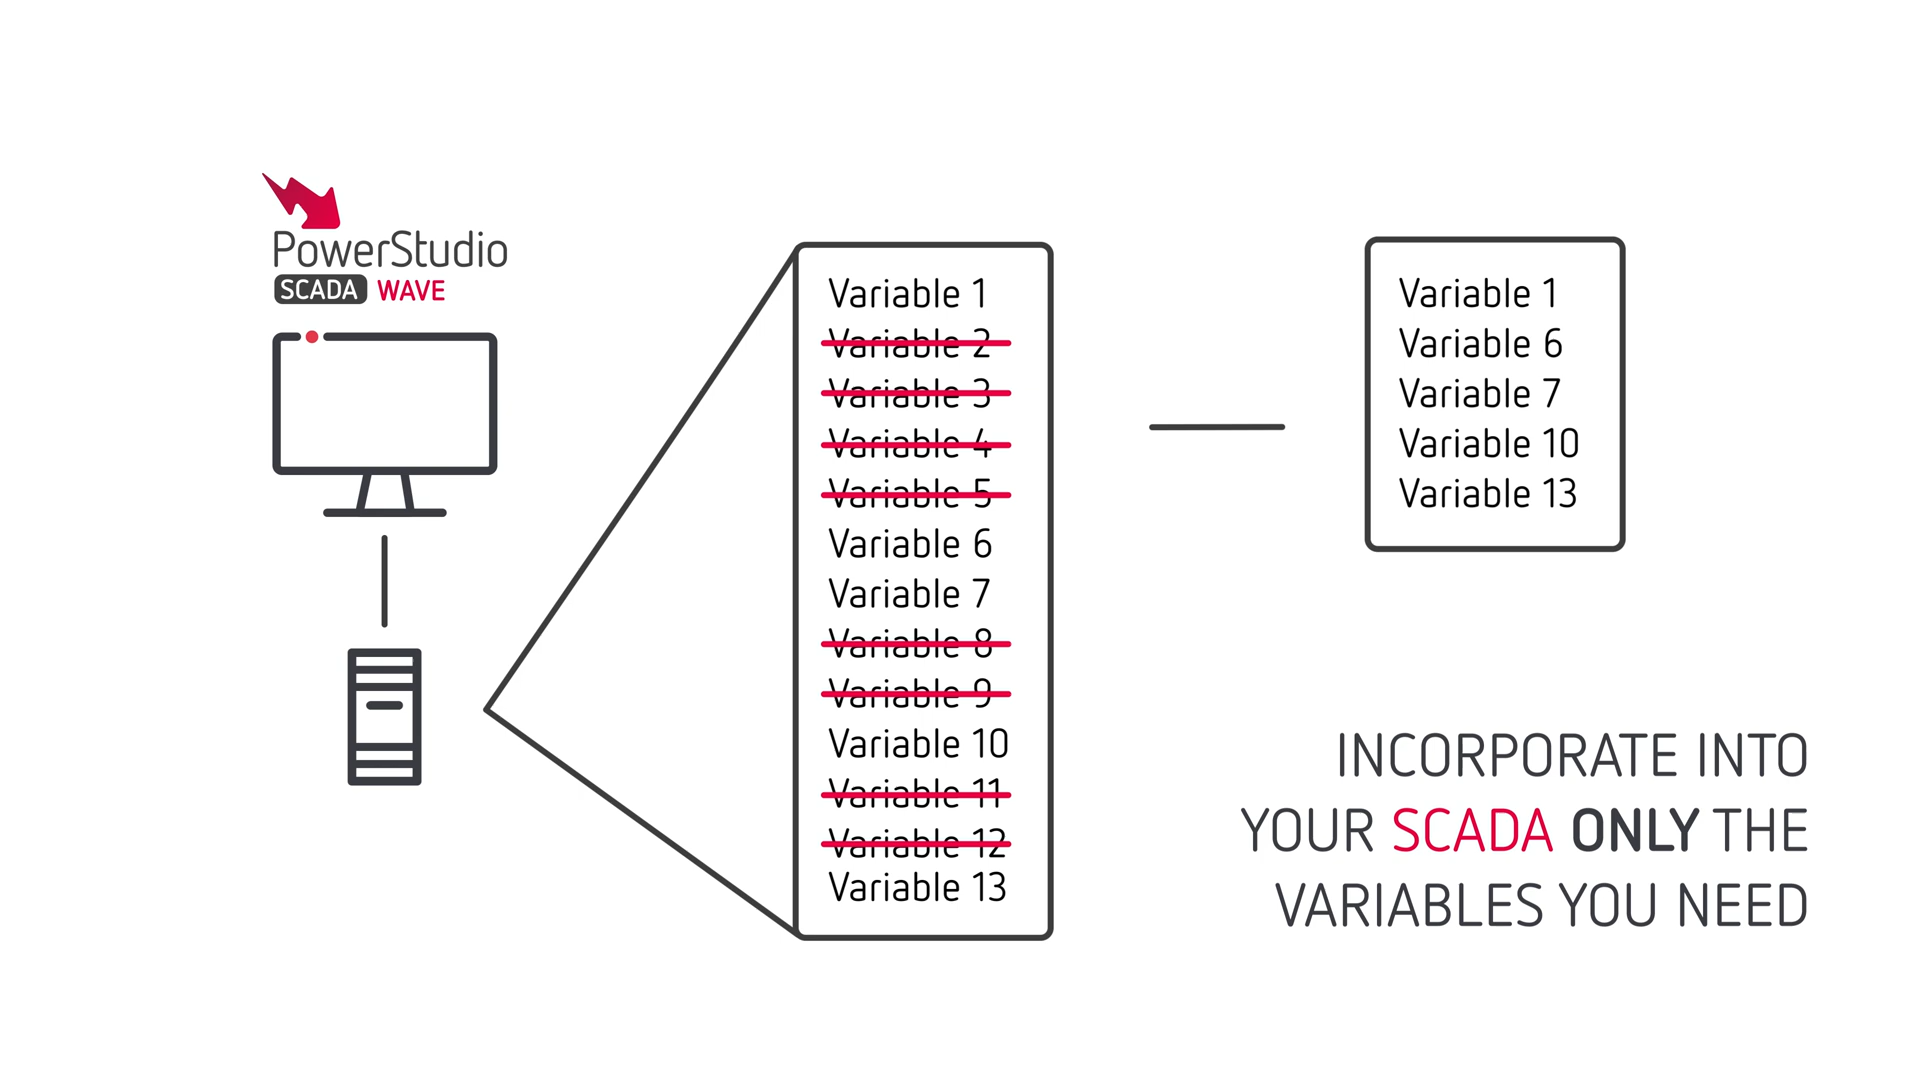 PowerStudio
SCADA WAVE
Variable 1
Variable 2
Variable 3
Variable 4
Variable 5
Variable 6
Variable 7
Variable 8
Variable 9
Variable 10
Variable 11
Variable 12
Variable 13
Variable 1
Variable 6
Variable 7
Variable 10
Variable 13
INCORPORATE INTO
YOUR SCADA ONLY THE
VARIABLES YOU NEED